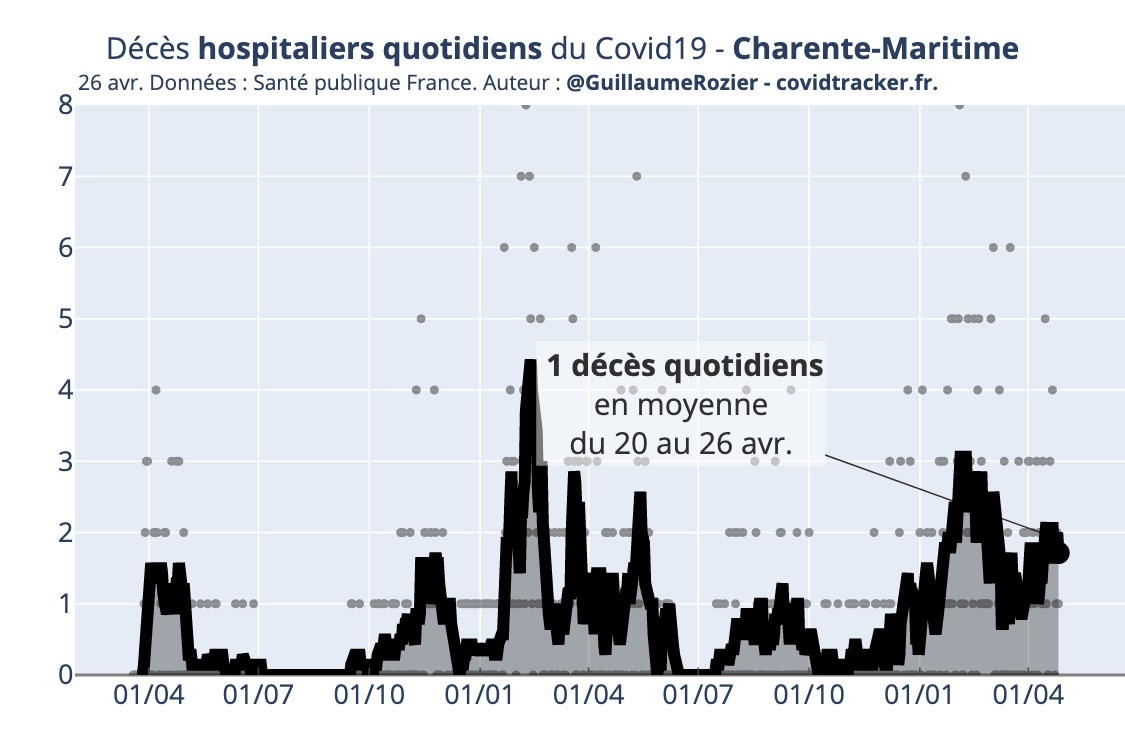 Décès hospitaliers quotidiens du Covid19 - Charente-Maritime
26 avr. Données : Santé publique France. Auteur : @GuillaumeRozier - covidtracker.fr.
8
7
6
5
4
3
2
1
0
1 décès quotidiens
en moyenne
du 20 au 26 avr.
01/04 01/07 01/10 01/01 01/04 01/07 01/10 01/01 01/04